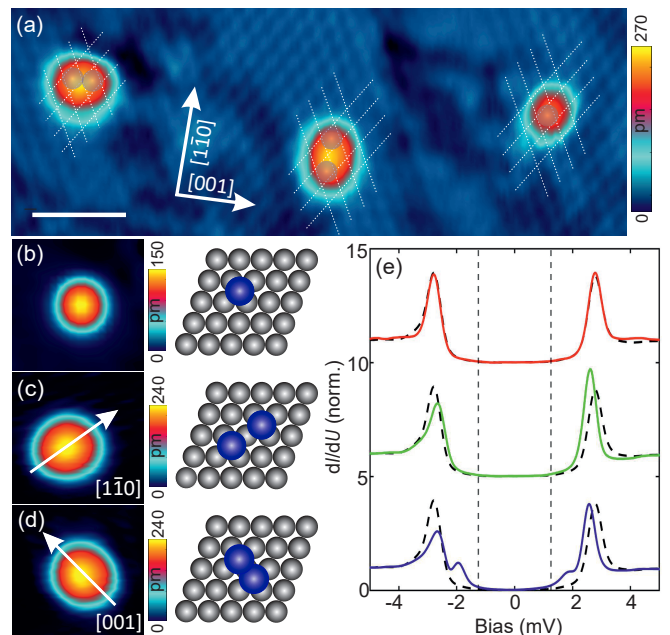 (a)
[11̄0]
[001]
270
pm
0
(b)
150
pm
0
(c)
[11̄0]
240
pm
0
(d)
[001]
240
pm
0
(e)
dI/dU (norm.)
15
10
5
0
-4 -2 0 2 4
Bias (mV)